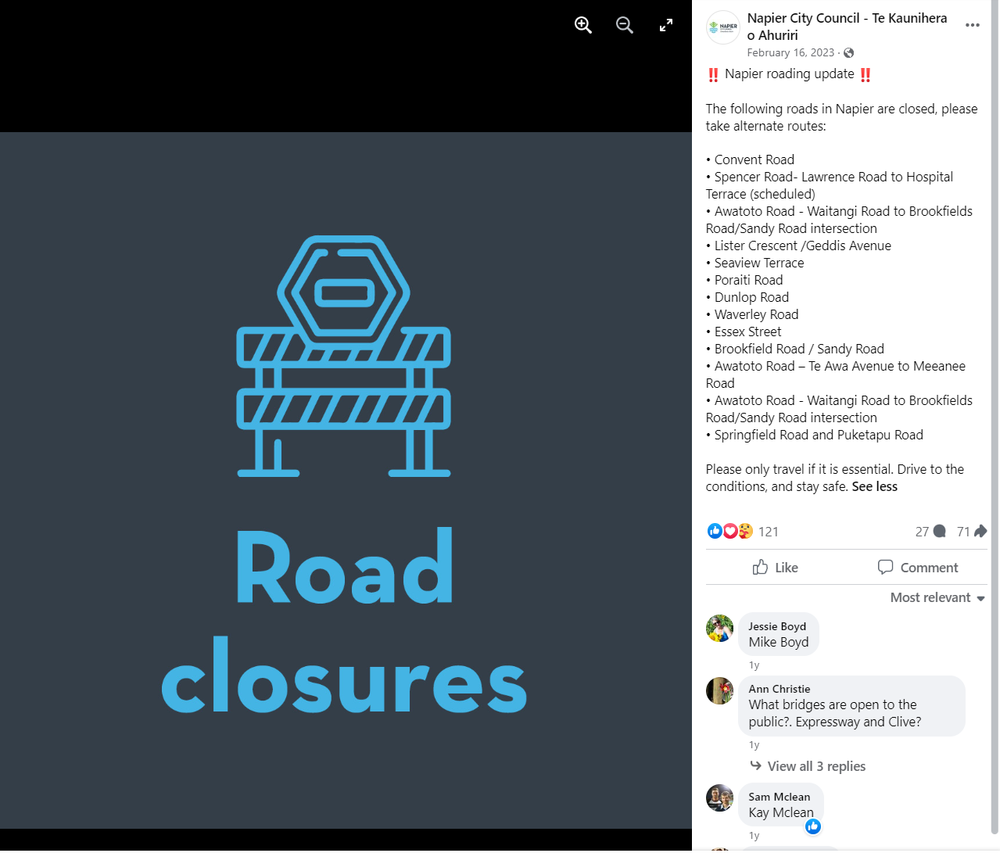 Road
closures
NAPIER
Napier City Council - Te Kaunihera
o Ahuriri
February 16, 2023 ·
‼️ Napier roading update ‼️
The following roads in Napier are closed, please
take alternate routes:
• Convent Road
• Spencer Road- Lawrence Road to Hospital
Terrace (scheduled)
• Awatoto Road - Waitangi Road to Brookfields
Road/Sandy Road intersection
• Lister Crescent /Geddis Avenue
• Seaview Terrace
• Poraiti Road
• Dunlop Road
• Waverley Road
• Essex Street
• Brookfield Road / Sandy Road
• Awatoto Road – Te Awa Avenue to Meeanee
Road
• Awatoto Road - Waitangi Road to Brookfields
Road/Sandy Road intersection
• Springfield Road and Puketapu Road
Please only travel if it is essential. Drive to the
conditions, and stay safe. See less
121 27 71
Like Comment
Most relevant
Jessie Boyd
Mike Boyd
1y
Ann Christie
What bridges are open to the
public?. Expressway and Clive?
1y
View all 3 replies
Sam Mclean
Kay Mclean
1y